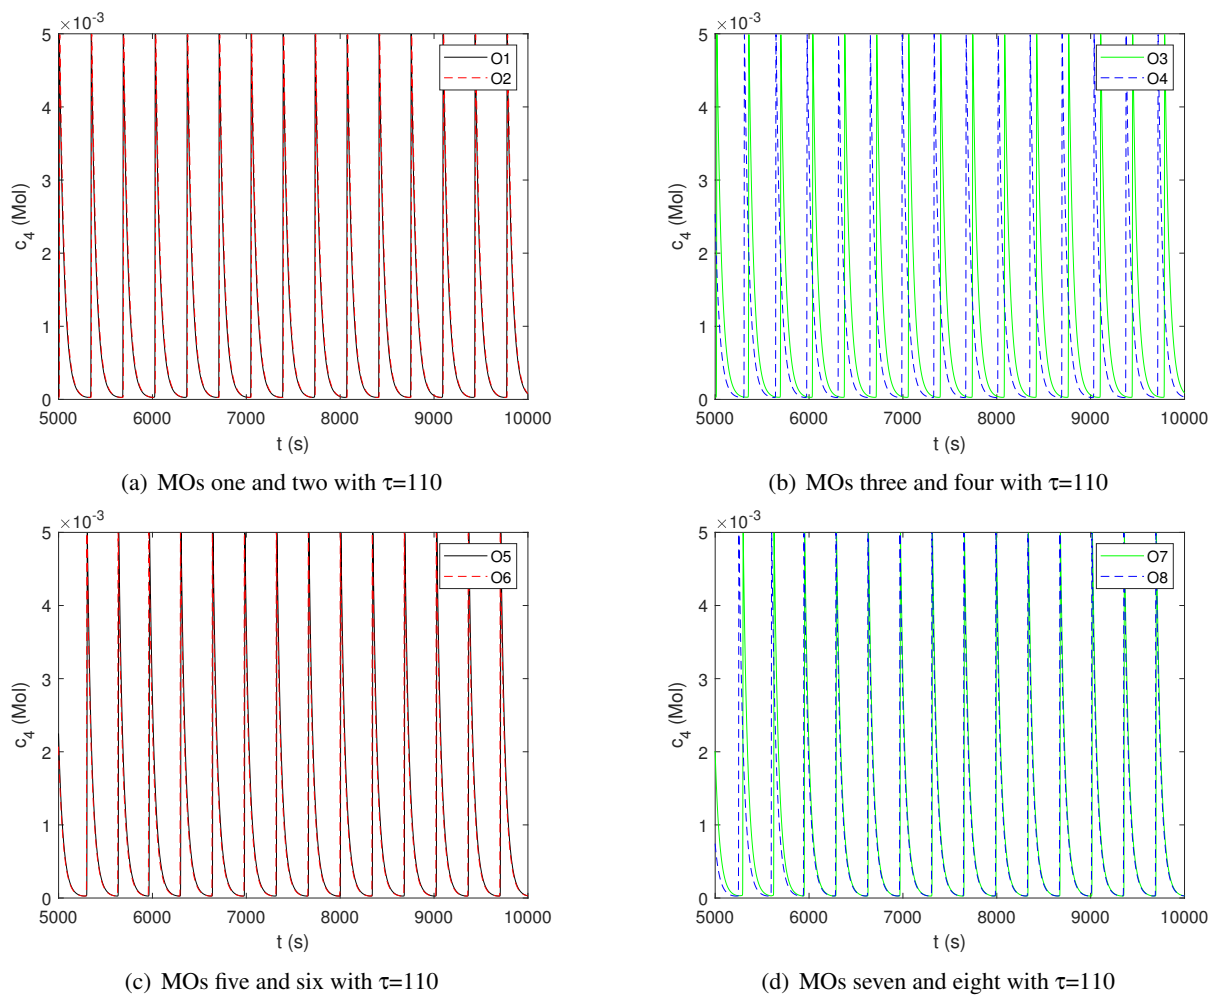 ×10⁻³
5
4
3
2
1
0
c₄ (Mol)
5000 6000 7000 8000 9000 10000
t (s)
O1
O2
(a) MOs one and two with τ=110
×10⁻³
5
4
3
2
1
0
c₄ (Mol)
5000 6000 7000 8000 9000 10000
t (s)
O3
O4
(b) MOs three and four with τ=110
×10⁻³
5
4
3
2
1
0
c₄ (Mol)
5000 6000 7000 8000 9000 10000
t (s)
O5
O6
(c) MOs five and six with τ=110
×10⁻³
5
4
3
2
1
0
c₄ (Mol)
5000 6000 7000 8000 9000 10000
t (s)
O7
O8
(d) MOs seven and eight with τ=110